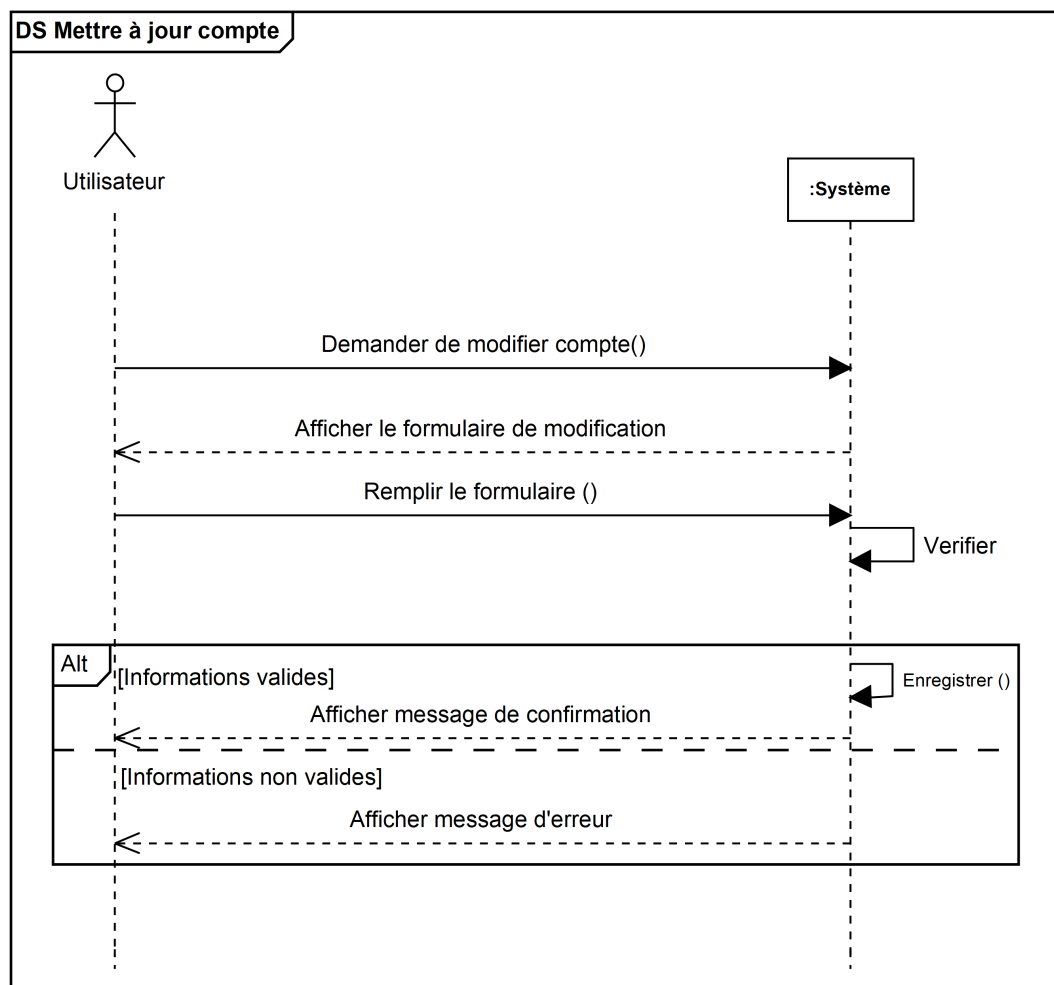 DS Mettre à jour compte
Utilisateur
:Système
Demander de modifier compte()
Afficher le formulaire de modification
Remplir le formulaire ()
Verifier
Alt
[Informations valides]
Enregistrer ()
Afficher message de confirmation
[Informations non valides]
Afficher message d'erreur